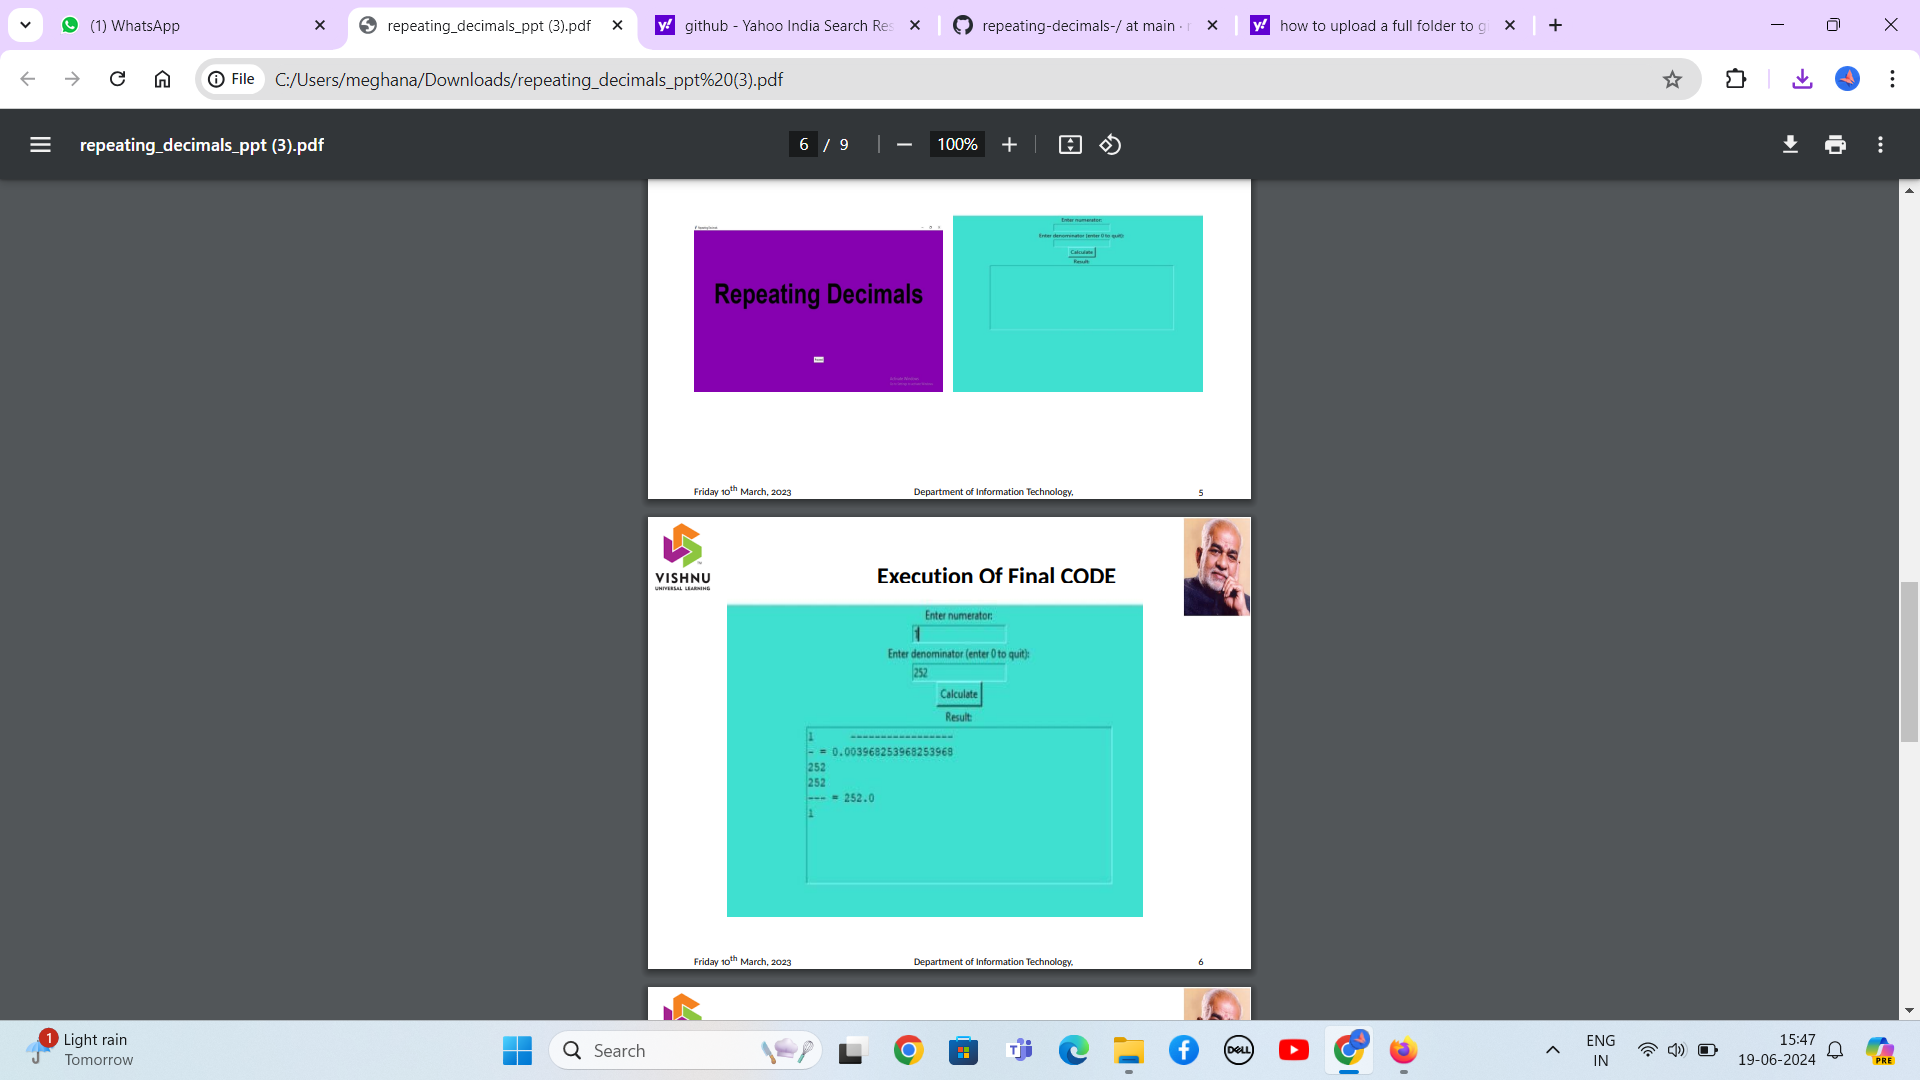 (1) WhatsApp
repeating_decimals_ppt (3).pdf
github - Yahoo India Search Res
repeating-decimals-/ at main ·
how to upload a full folder to g
File
C:/Users/meghana/Downloads/repeating_decimals_ppt%20(3).pdf
repeating_decimals_ppt (3).pdf
6 / 9
100%
Repeating Decimals
Enter numerator:
Enter denominator (enter 0 to quit):
Calculate
Result:
Friday 10th March, 2023
Department of Information Technology,
5
VISHNU
UNIVERSAL LEARNING
Execution Of Final CODE
Enter numerator:
1
Enter denominator (enter 0 to quit):
252
Calculate
Result:
1 -----------------
- = 0.003968253968253968
252
252
--- = 252.0
1
Friday 10th March, 2023
Department of Information Technology,
6
1
Light rain
Tomorrow
Search
DELL
ENG
IN
15:47
19-06-2024
PRE